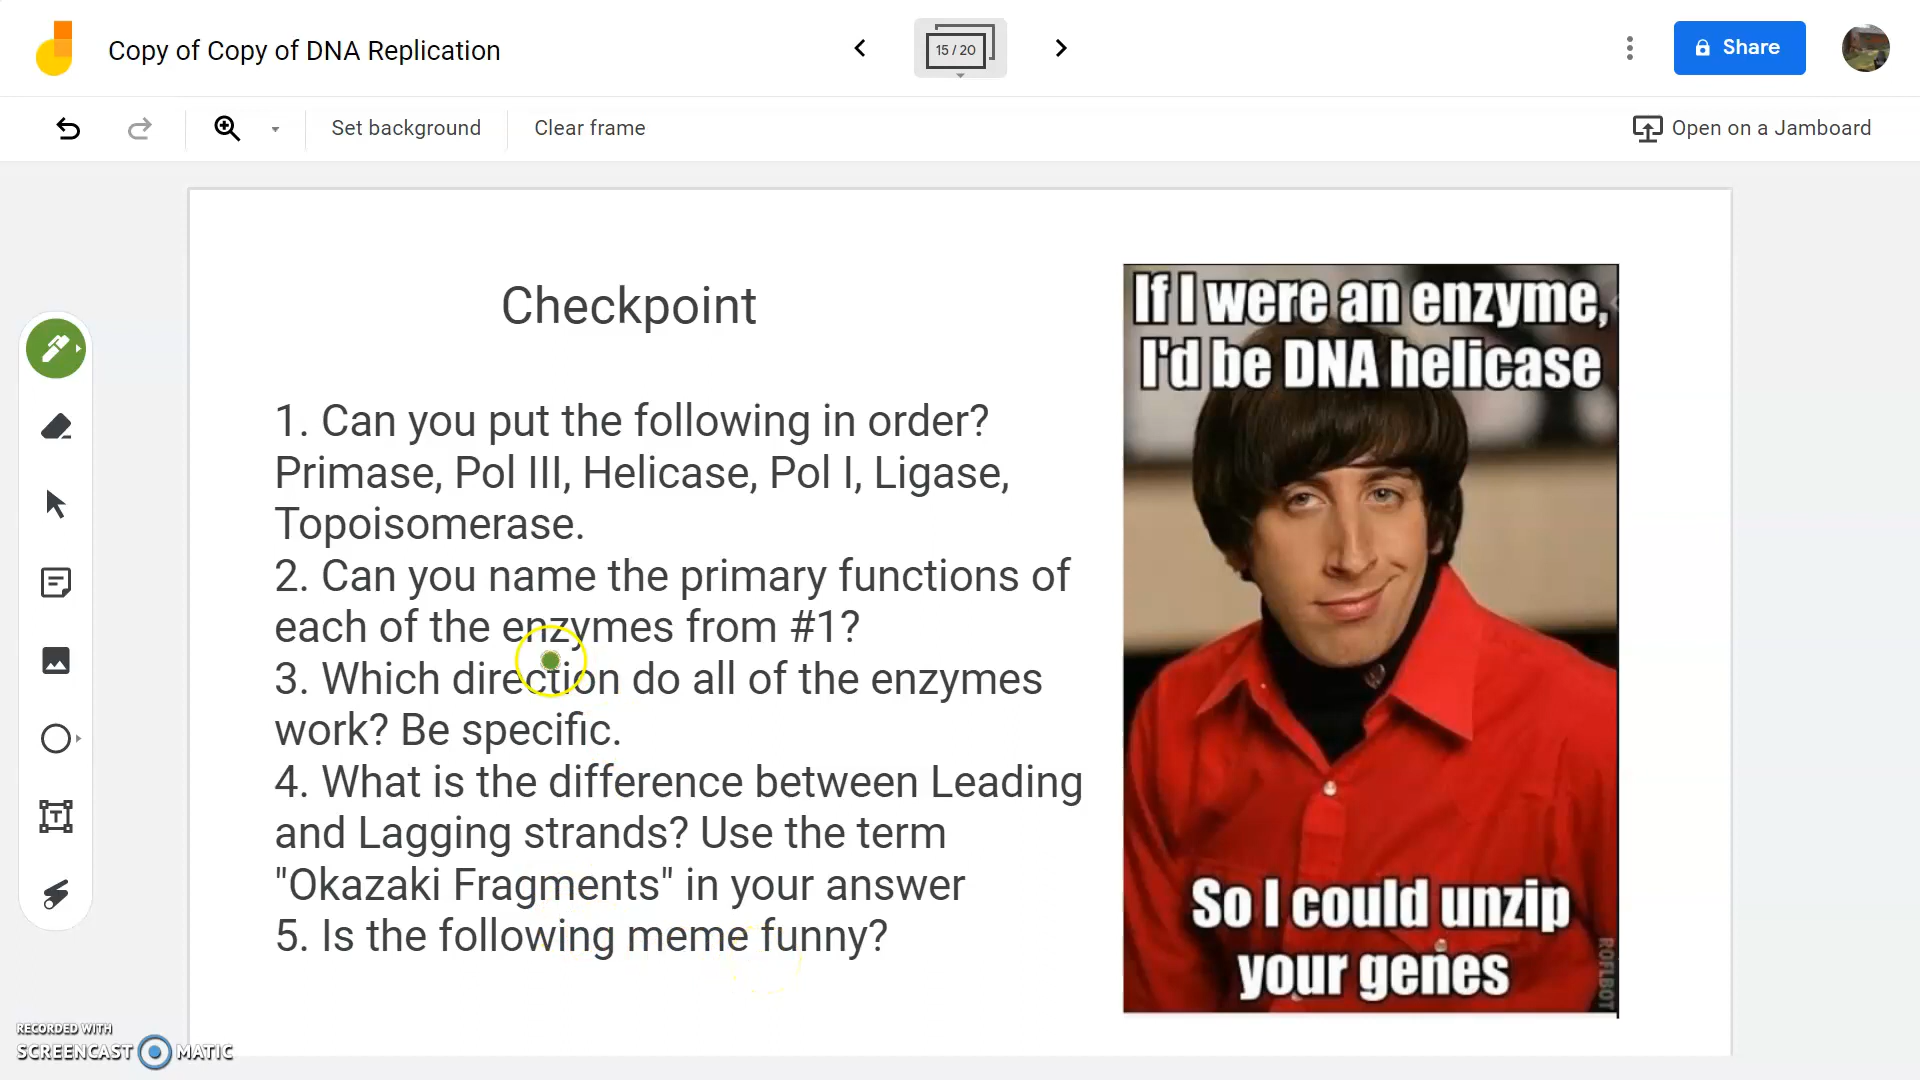 Copy of Copy of DNA Replication
15 / 20
Share
Set background
Clear frame
Open on a Jamboard
Checkpoint
1. Can you put the following in order?
Primase, Pol III, Helicase, Pol I, Ligase,
Topoisomerase.
2. Can you name the primary functions of
each of the enzymes from #1?
3. Which direction do all of the enzymes
work? Be specific.
4. What is the difference between Leading
and Lagging strands? Use the term
"Okazaki Fragments" in your answer
5. Is the following meme funny?
If I were an enzyme,
I'd be DNA helicase
So I could unzip
your genes
ROFLBOT
RECORDED WITH
SCREENCAST MATIC